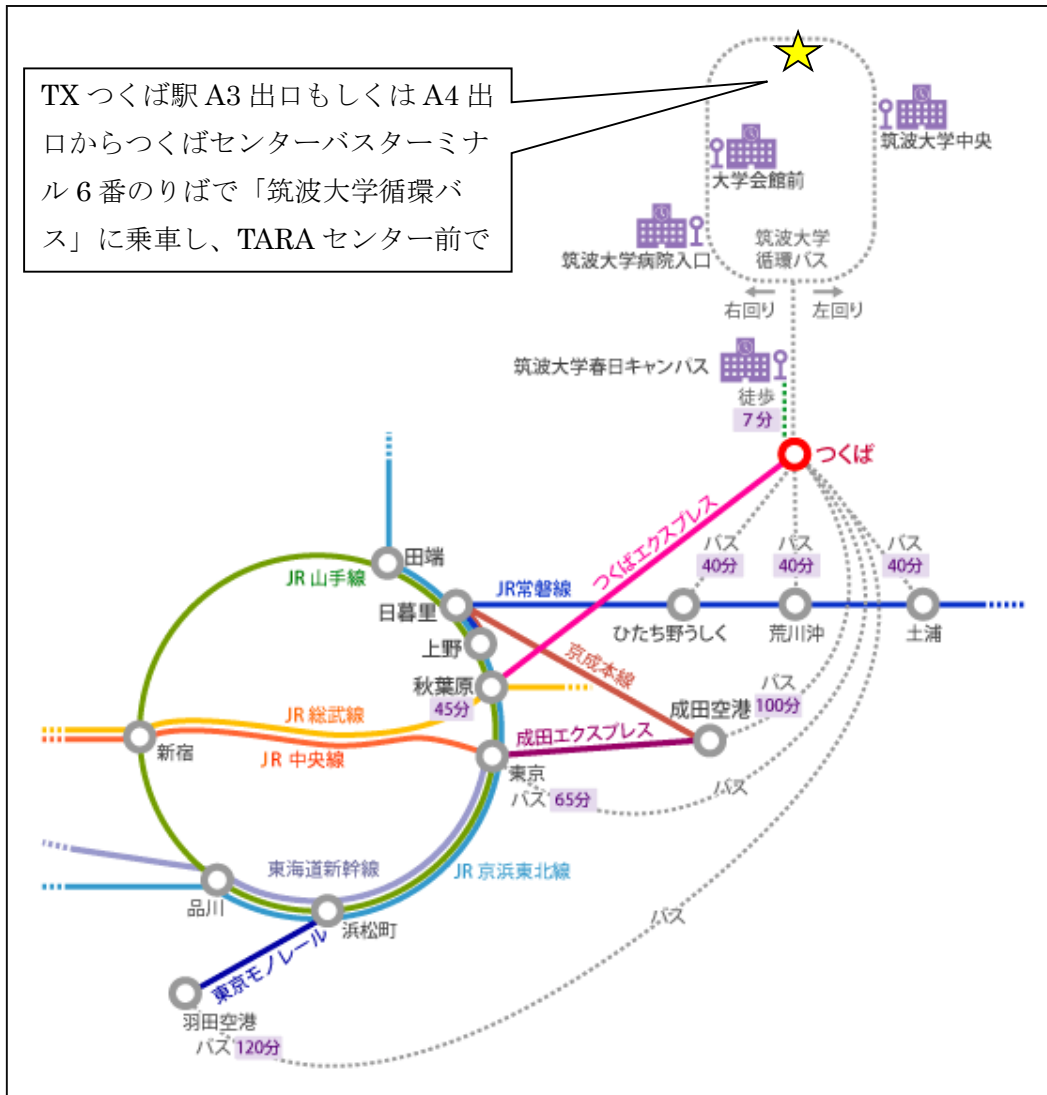 TX つくば駅 A3 出口もしくは A4 出
口からつくばセンターバスターミナ
ル 6 番のりばで「筑波大学循環バ
ス」に乗車し、TARA センター前で
筑波大学中央
大学会館前
筑波大学病院入口
筑波大学
循環バス
右回り
左回り
筑波大学春日キャンパス
徒歩
7分
つくば
つくばエクスプレス
バス
40分
バス
40分
バス
40分
田端
JR 山手線
日暮里
JR常磐線
ひたち野うしく
荒川沖
土浦
上野
京成本線
秋葉原
45分
バス
100分
成田空港
JR 総武線
成田エクスプレス
新宿
JR 中央線
東京
バス 65分
バス
東海道新幹線
JR 京浜東北線
品川
浜松町
バス
東京モノレール
羽田空港
バス 120分